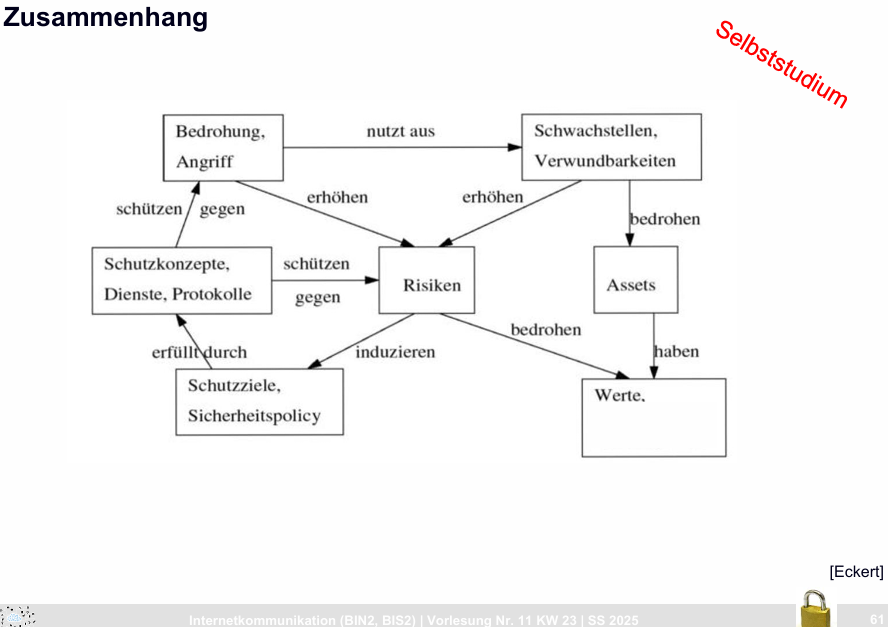 Zusammenhang
Selbststudium
Bedrohung,
Angriff
nutzt aus
Schwachstellen,
Verwundbarkeiten
schützen gegen
erhöhen
erhöhen
bedrohen
Schutzkonzepte,
Dienste, Protokolle
schützen
gegen
Risiken
Assets
erfüllt durch
induzieren
bedrohen
haben
Schutzziele,
Sicherheitspolicy
Werte.
[Eckert]
Internetkommunikation (BIN2, BIS2) | Vorlesung Nr. 11 KW 23 | SS 2025
61